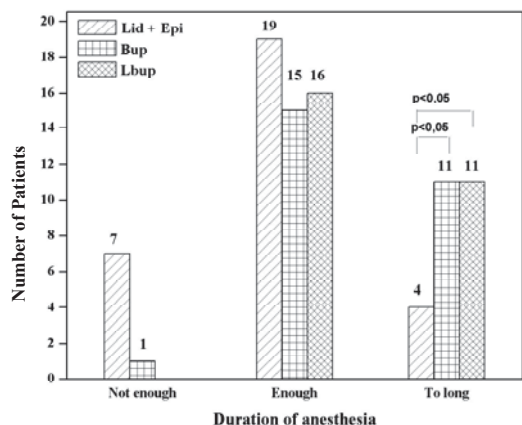 20
18
16
14
12
10
8
6
4
2
0
Number of Patients
Lid + Epi
Bup
Lbup
7
1
19
15
16
4
11
11
p<0.05
p<0,05
Not enough
Enough
To long
Duration of anesthesia